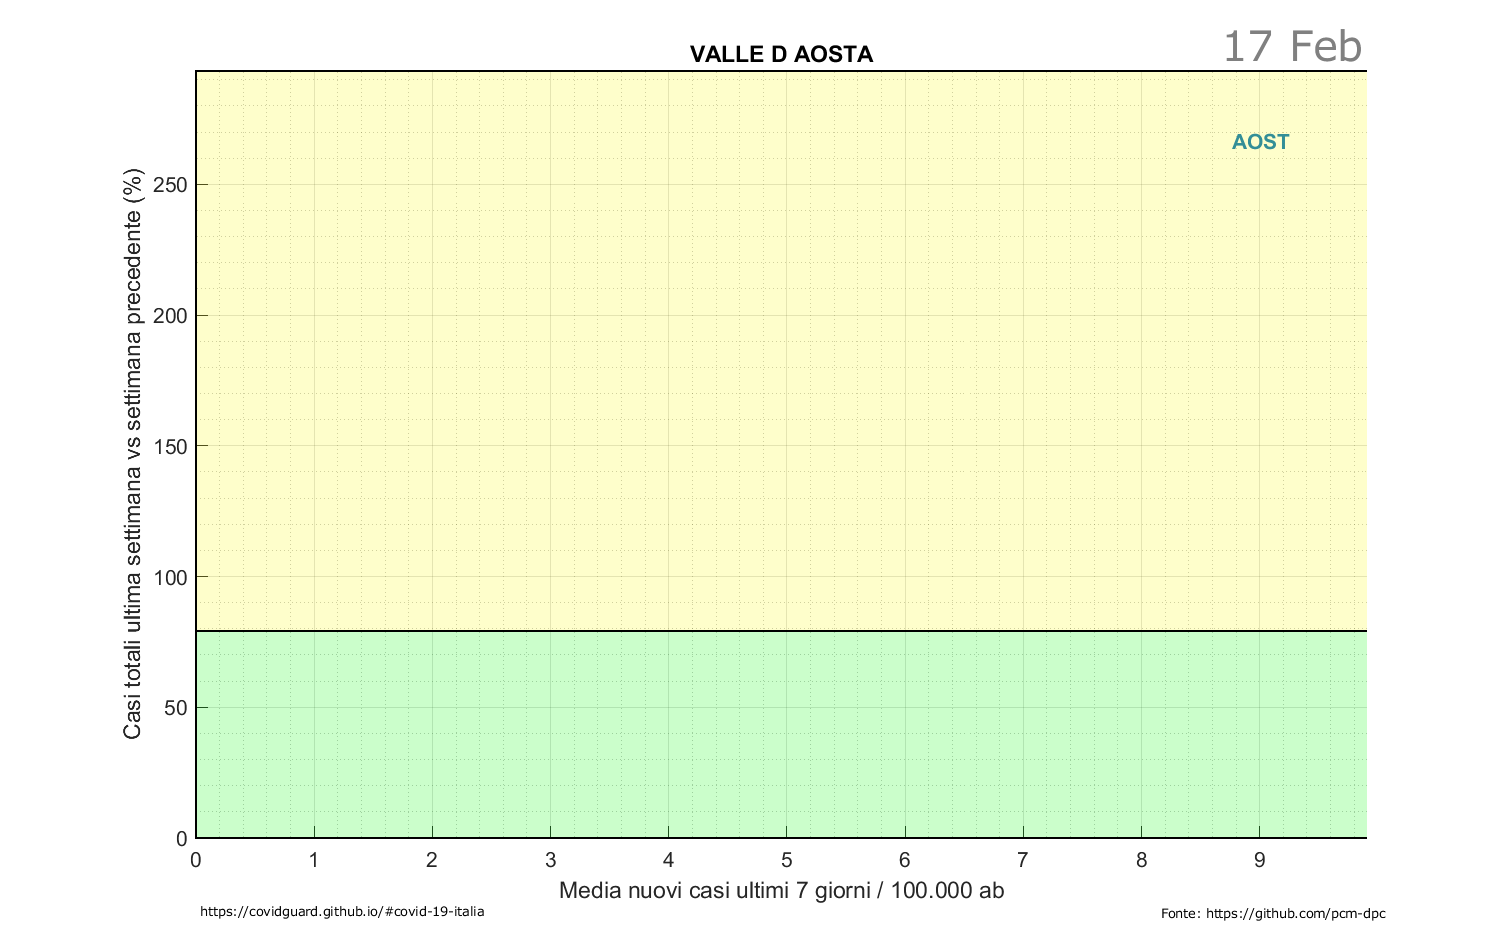 VALLE D AOSTA
17 Feb
AOST
Casi totali ultima settimana vs settimana precedente (%)
250
200
150
100
50
0
0 1 2 3 4 5 6 7 8 9
Media nuovi casi ultimi 7 giorni / 100.000 ab
https://covidguard.github.io/#covid-19-italia
Fonte: https://github.com/pcm-dpc